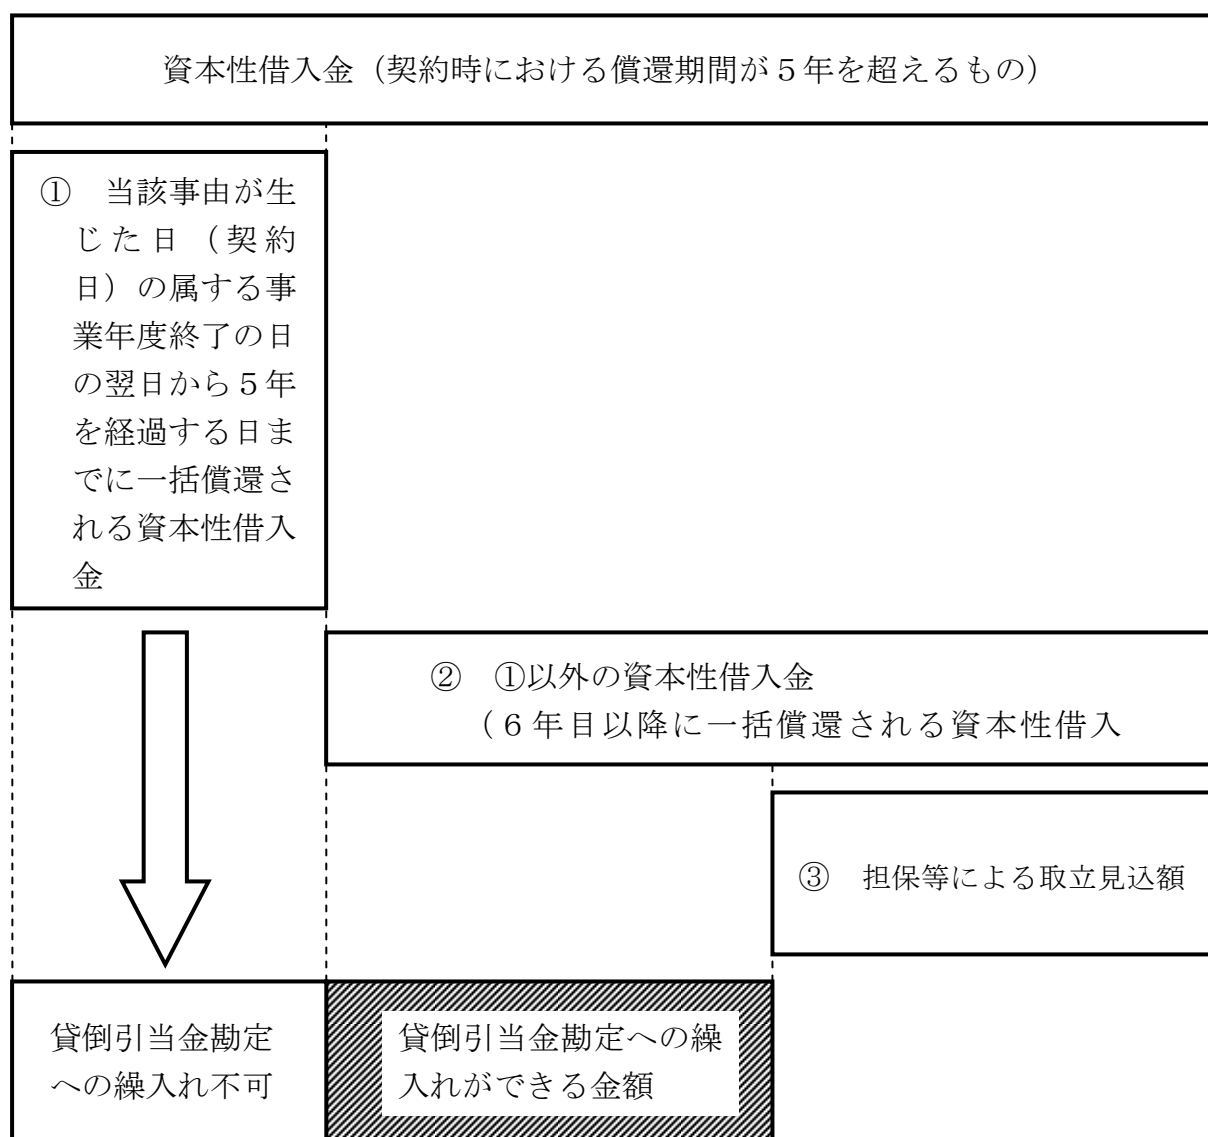 資本性借入金（契約時における償還期間が５年を超えるもの）
① 当該事由が生
じた日（契約
日）の属する事
業年度終了の日
の翌日から５年
を経過する日ま
でに一括償還さ
れる資本性借入
金
② ①以外の資本性借入金
（６年目以降に一括償還される資本性借入
③ 担保等による取立見込額
貸倒引当金勘定
への繰入れ不可
貸倒引当金勘定への繰
入れができる金額